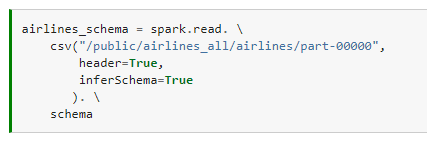 airlines_schema = spark.read. \
    csv("/public/airlines_all/airlines/part-00000",
        header=True,
        inferSchema=True
       ). \
    schema